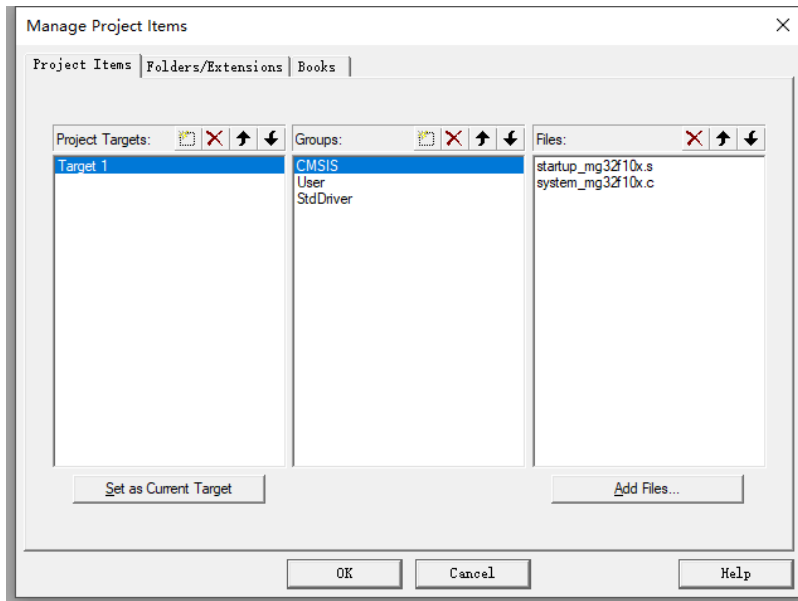 Manage Project Items
Project Items Folders/Extensions Books
Project Targets: Groups: Files:
Target 1 CMSIS startup_mg32f10x.s
User system_mg32f10x.c
StdDriver
Set as Current Target Add Files...
OK Cancel Help